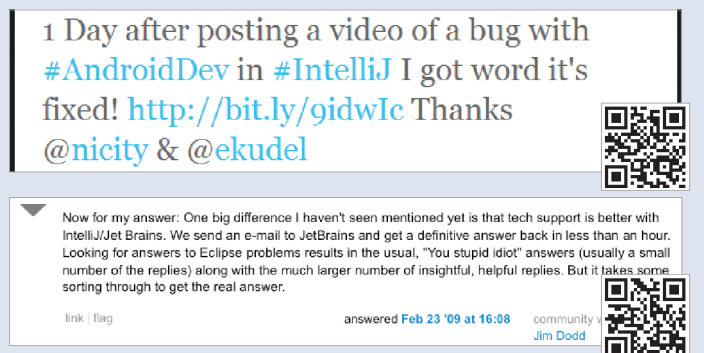 1 Day after posting a video of a bug with
#AndroidDev in #IntelliJ I got word it's
fixed! http://bit.ly/9idwIc Thanks
@nicity & @ekudel
Now for my answer: One big difference I haven't seen mentioned yet is that tech support is better with
IntelliJ/Jet Brains. We send an e-mail to JetBrains and get a definitive answer back in less than an hour.
Looking for answers to Eclipse problems results in the usual, "You stupid idiot" answers (usually a small
number of the replies) along with the much larger number of insightful, helpful replies. But it takes some
sorting through to get the real answer.
link | flag
answered Feb 23 '09 at 16:08
community
Jim Dodd